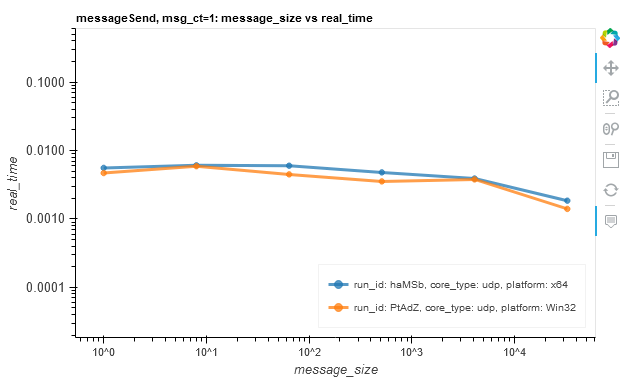 messageSend, msg_ct=1: message_size vs real_time
0.1000
0.0100
0.0010
0.0001
real_time
10^0
10^1
10^2
10^3
10^4
message_size
run_id: haMSb, core_type: udp, platform: x64
run_id: PtAdZ, core_type: udp, platform: Win32